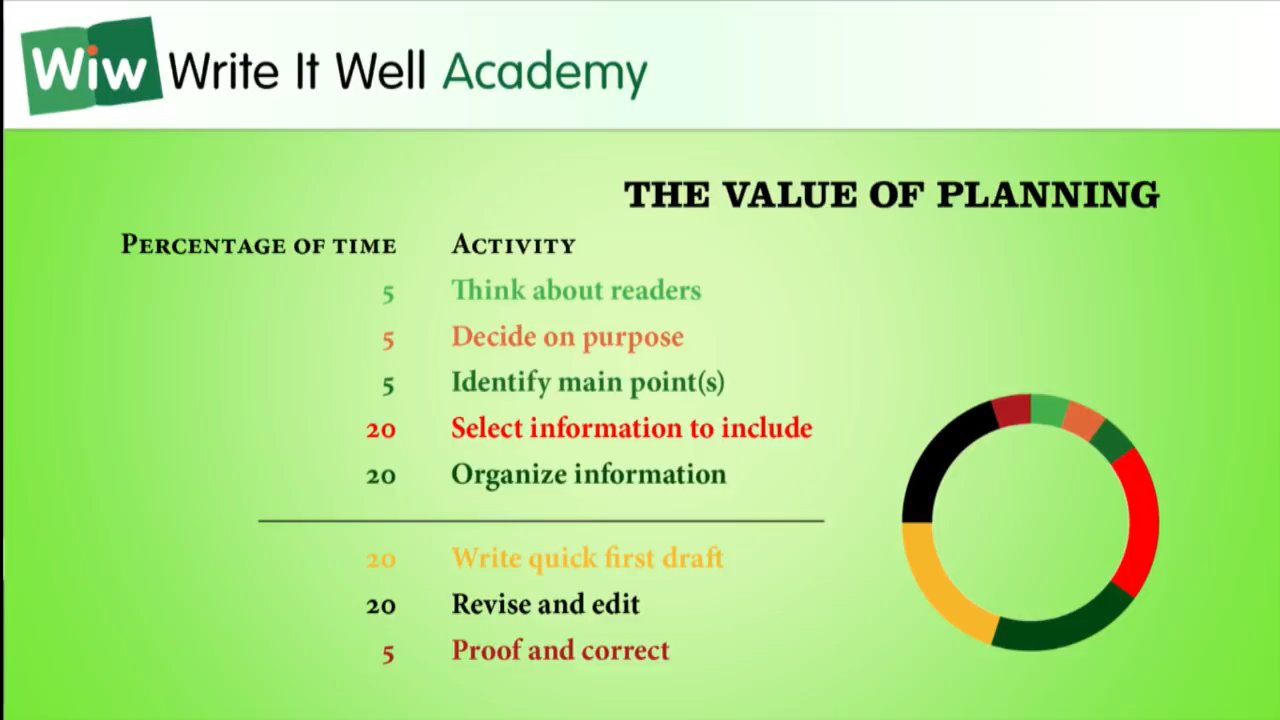 Wiw Write It Well Academy
THE VALUE OF PLANNING
PERCENTAGE OF TIME ACTIVITY
5 Think about readers
5 Decide on purpose
5 Identify main point(s)
20 Select information to include
20 Organize information
20 Write quick first draft
20 Revise and edit
5 Proof and correct